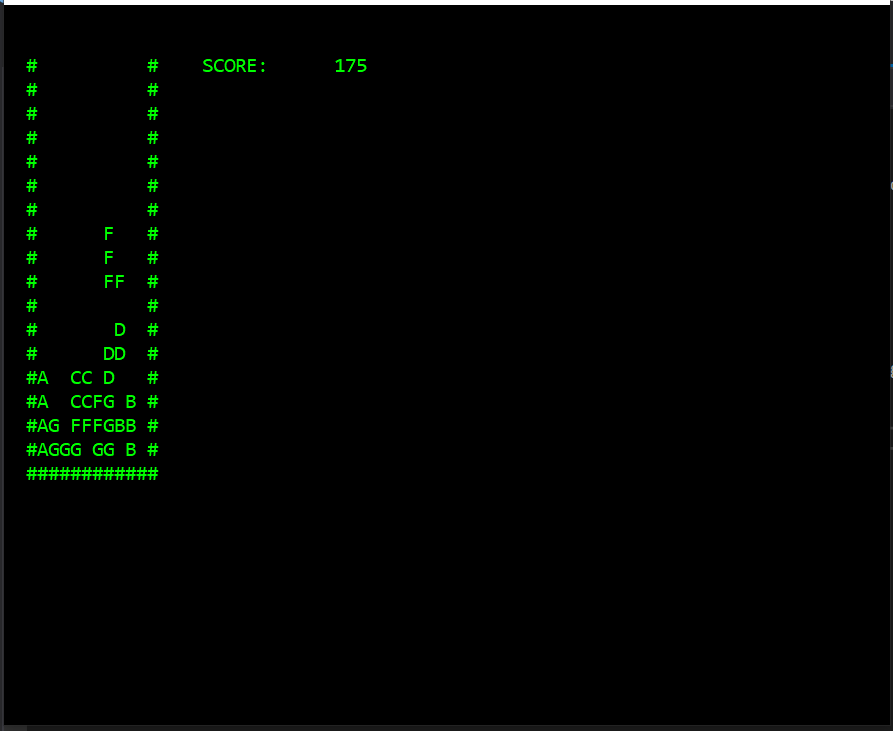 #          #    SCORE:      175
#          #
#          #
#          #
#          #
#          #
#          #
#      F   #
#      F   #
#      FF  #
#          #
#       D  #
#      DD  #
#A  CC D   #
#A  CCFG B #
#AG FFFGBB #
#AGGG GG B #
############